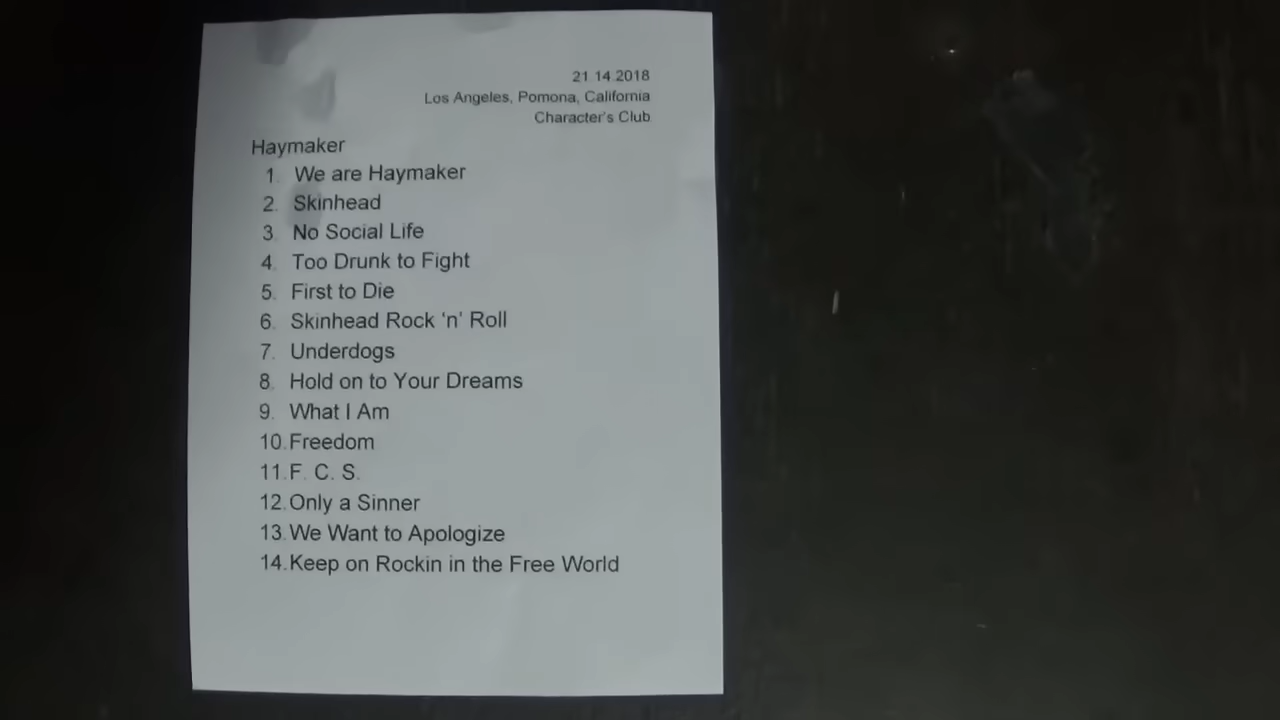 21.14.2018
Los Angeles, Pomona, California
Character's Club
Haymaker
1. We are Haymaker
2. Skinhead
3. No Social Life
4. Too Drunk to Fight
5. First to Die
6. Skinhead Rock ‘n’ Roll
7. Underdogs
8. Hold on to Your Dreams
9. What I Am
10. Freedom
11. F. C. S.
12. Only a Sinner
13. We Want to Apologize
14. Keep on Rockin in the Free World